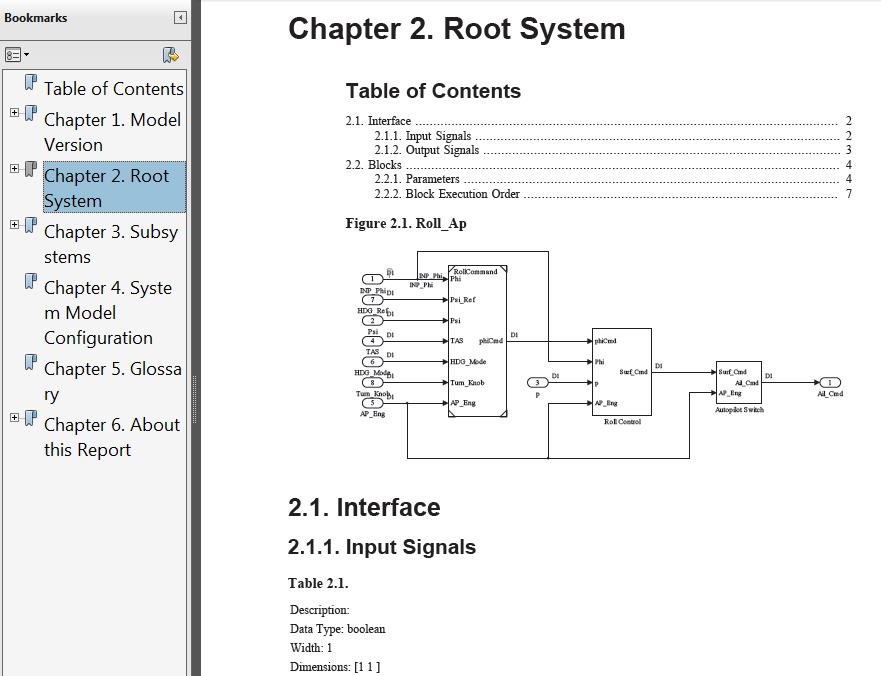 Bookmarks
Table of Contents
Chapter 1. Model
Version
Chapter 2. Root
System
Chapter 3. Subsy
stems
Chapter 4. Syste
m Model
Configuration
Chapter 5. Glossa
ry
Chapter 6. About
this Report
Chapter 2. Root System
Table of Contents
2.1. Interface ........ 2
2.1.1. Input Signals ........ 2
2.1.2. Output Signals ........ 3
2.2. Blocks ........ 4
2.2.1. Parameters ........ 4
2.2.2. Block Execution Order ........ 7
Figure 2.1. Roll_Ap
1
INP_Phi
D1
INP_Phi
INP_Phi
7
HDG_Ref
D1
2
Psi
D1
4
TAS
D1
6
HDG_Mode
D1
8
Turn_Knob
D1
5
AP_Eng
D1
RollCommand
Phi
Psi_Ref
Psi
TAS phiCmd
HDG_Mode
Turn_Knob
AP_Eng
D1
3
p
D1
phiCmd
Phi
Surf_Cmd
p
AP_Eng
Roll Control
D1
Surf_Cmd
Ail_Cmd
AP_Eng
Autopilot Switch
D1
1
Ail_Cmd
2.1. Interface
2.1.1. Input Signals
Table 2.1.
Description:
Data Type: boolean
Width: 1
Dimensions: [1 1 ]